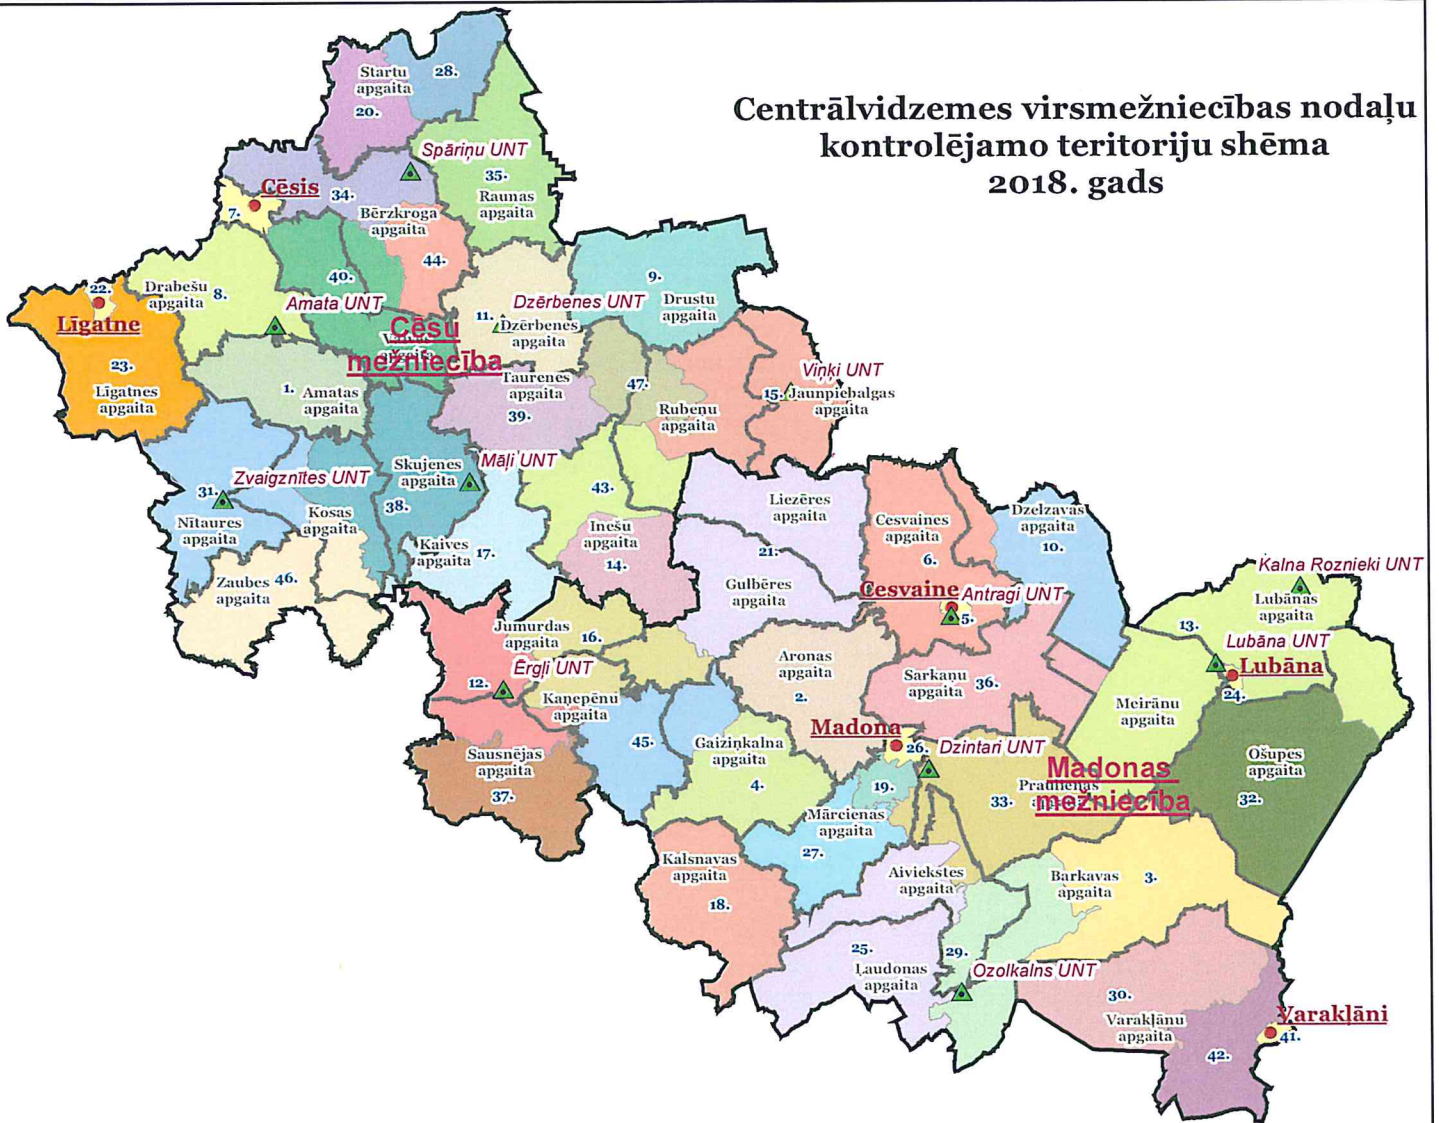 Centrālvidzemes virsmežniecības nodaļu
kontrolējamo teritoriju shēma
2018. gads
28.
Startu
apgaita
20.
Spāriņu UNT
35.
Raunas
apgaita
Cēsis
34.
7.
Bērzkroga
apgaita
44.
40.
9.
Drustu
apgaita
22.
Drabešu
apgaita
8.
Amata UNT
Dzērbenes UNT
11.
Dzērbenes
apgaita
Līgatne
Cēsu
mežniecība
23.
Līgatnes
apgaita
1.
Amatas
apgaita
Taurenes
apgaita
39.
47.
Rubeņu
apgaita
Viņķi UNT
15.
Jaunpiebalgas
apgaita
Skujenes
apgaita
Māļi UNT
Zvaigznītes UNT
31.
38.
43.
Nītaures
apgaita
Kosas
apgaita
Liezēres
apgaita
Cesvaines
apgaita
6.
Dzelzavas
apgaita
10.
Inešu
apgaita
14.
Kaives
apgaita
17.
21.
Zaubes
apgaita
46.
Gulbēres
apgaita
Cesvaine
Antragi UNT
5.
Kalna Roznieki UNT
Lubānas
apgaita
13.
Jumurdas
apgaita
16.
Lubāna UNT
Lubāna
24.
Ērgļi UNT
12.
Aronas
apgaita
2.
Sarkaņu
apgaita
36.
Kaņepēnu
apgaita
Meirānu
apgaita
Madona
26.
Dzintari UNT
45.
Gaiziņkalna
apgaita
4.
Sausnējas
apgaita
37.
Ošupes
apgaita
32.
Madonas
mežniecība
19.
33.
Mārcienas
apgaita
27.
Kalsnavas
apgaita
18.
Aiviekstes
apgaita
Barkavas
apgaita
3.
25.
Ļaudonas
apgaita
29.
Ozolkalns UNT
30.
Varakļānu
apgaita
Varakļāni
41.
42.